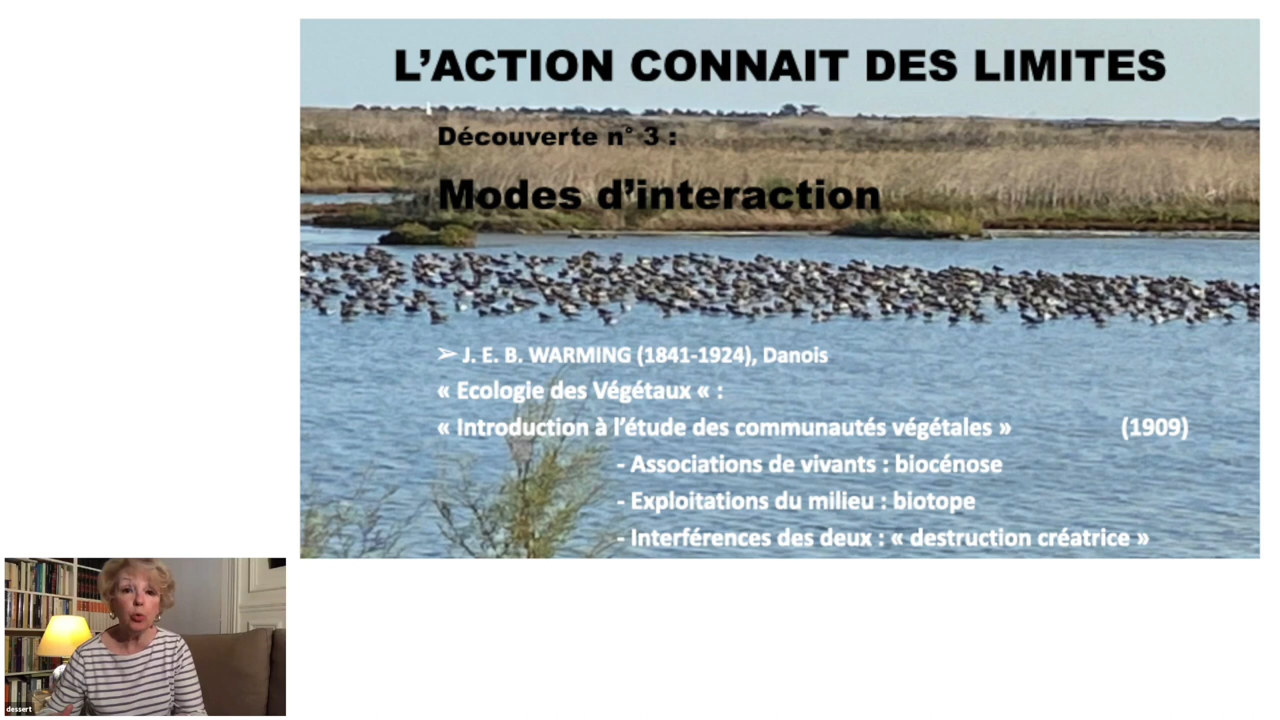 L’ACTION CONNAIT DES LIMITES
Découverte n° 3 :
Modes d’interaction
➢ J. E. B. WARMING (1841-1924), Danois
« Ecologie des Végétaux « :
« Introduction à l’étude des communautés végétales » (1909)
- Associations de vivants : biocénose
- Exploitations du milieu : biotope
- Interférences des deux : « destruction créatrice »
dessert